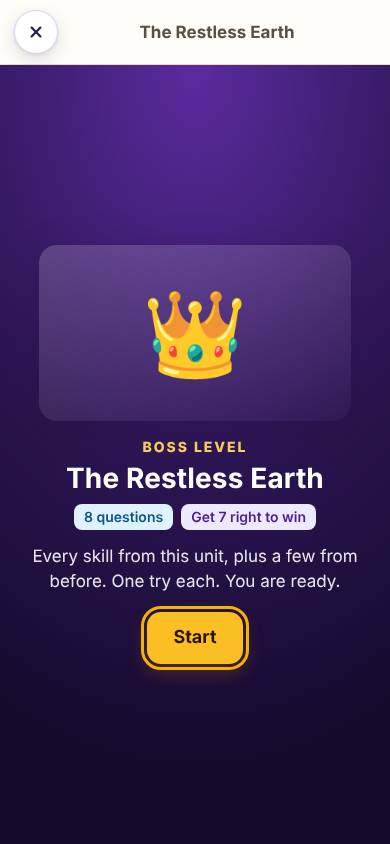 The Restless Earth
BOSS LEVEL
The Restless Earth
8 questions Get 7 right to win
Every skill from this unit, plus a few from
before. One try each. You are ready.
Start